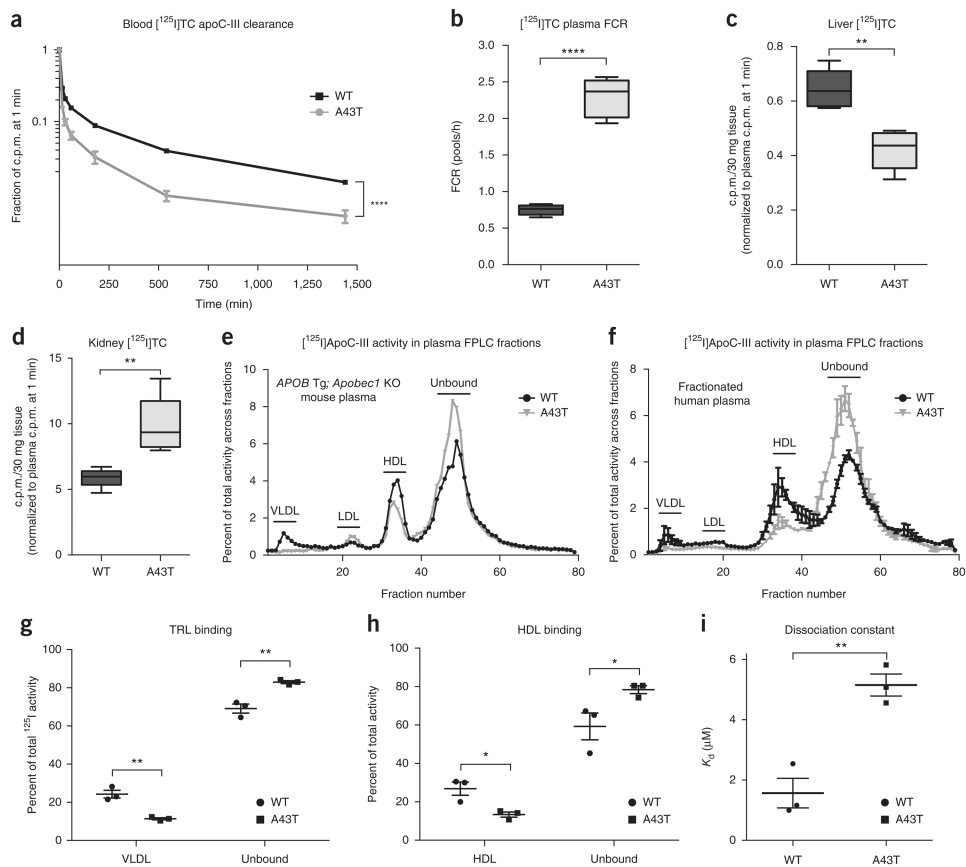 a
Blood [¹²⁵I]TC apoC-III clearance
Fraction of c.p.m. at 1 min
1
0.1
WT
A43T
****
0
250
500
750
1,000
1,250
1,500
Time (min)
b
[¹²⁵I]TC plasma FCR
FCR (pools/h)
3.0
2.5
2.0
1.5
1.0
0.5
0.0
****
WT
A43T
c
Liver [¹²⁵I]TC
c.p.m./30 mg tissue
(normalized to plasma c.p.m. at 1 min)
0.8
0.6
0.4
0.2
0.0
**
WT
A43T
d
Kidney [¹²⁵I]TC
c.p.m./30 mg tissue
(normalized to plasma c.p.m. at 1 min)
15
10
5
0
**
WT
A43T
e
[¹²⁵I]ApoC-III activity in plasma FPLC fractions
Percent of total activity across fractions
10
8
6
4
2
0
APOB Tg; Apobec1 KO
mouse plasma
Unbound
WT
A43T
HDL
VLDL
LDL
20
40
60
80
Fraction number
f
[¹²⁵I]ApoC-III activity in plasma FPLC fractions
Percent of total activity across fractions
8
6
4
2
0
Fractionated
human plasma
Unbound
WT
A43T
HDL
VLDL
LDL
20
40
60
80
Fraction number
g
TRL binding
Percent of total ¹²⁵I activity
100
80
60
40
20
0
**
**
WT
A43T
VLDL
Unbound
h
HDL binding
Percent of total activity
100
80
60
40
20
0
*
*
WT
A43T
HDL
Unbound
i
Dissociation constant
Kd (µM)
6
4
2
0
**
WT
A43T
WT
A43T